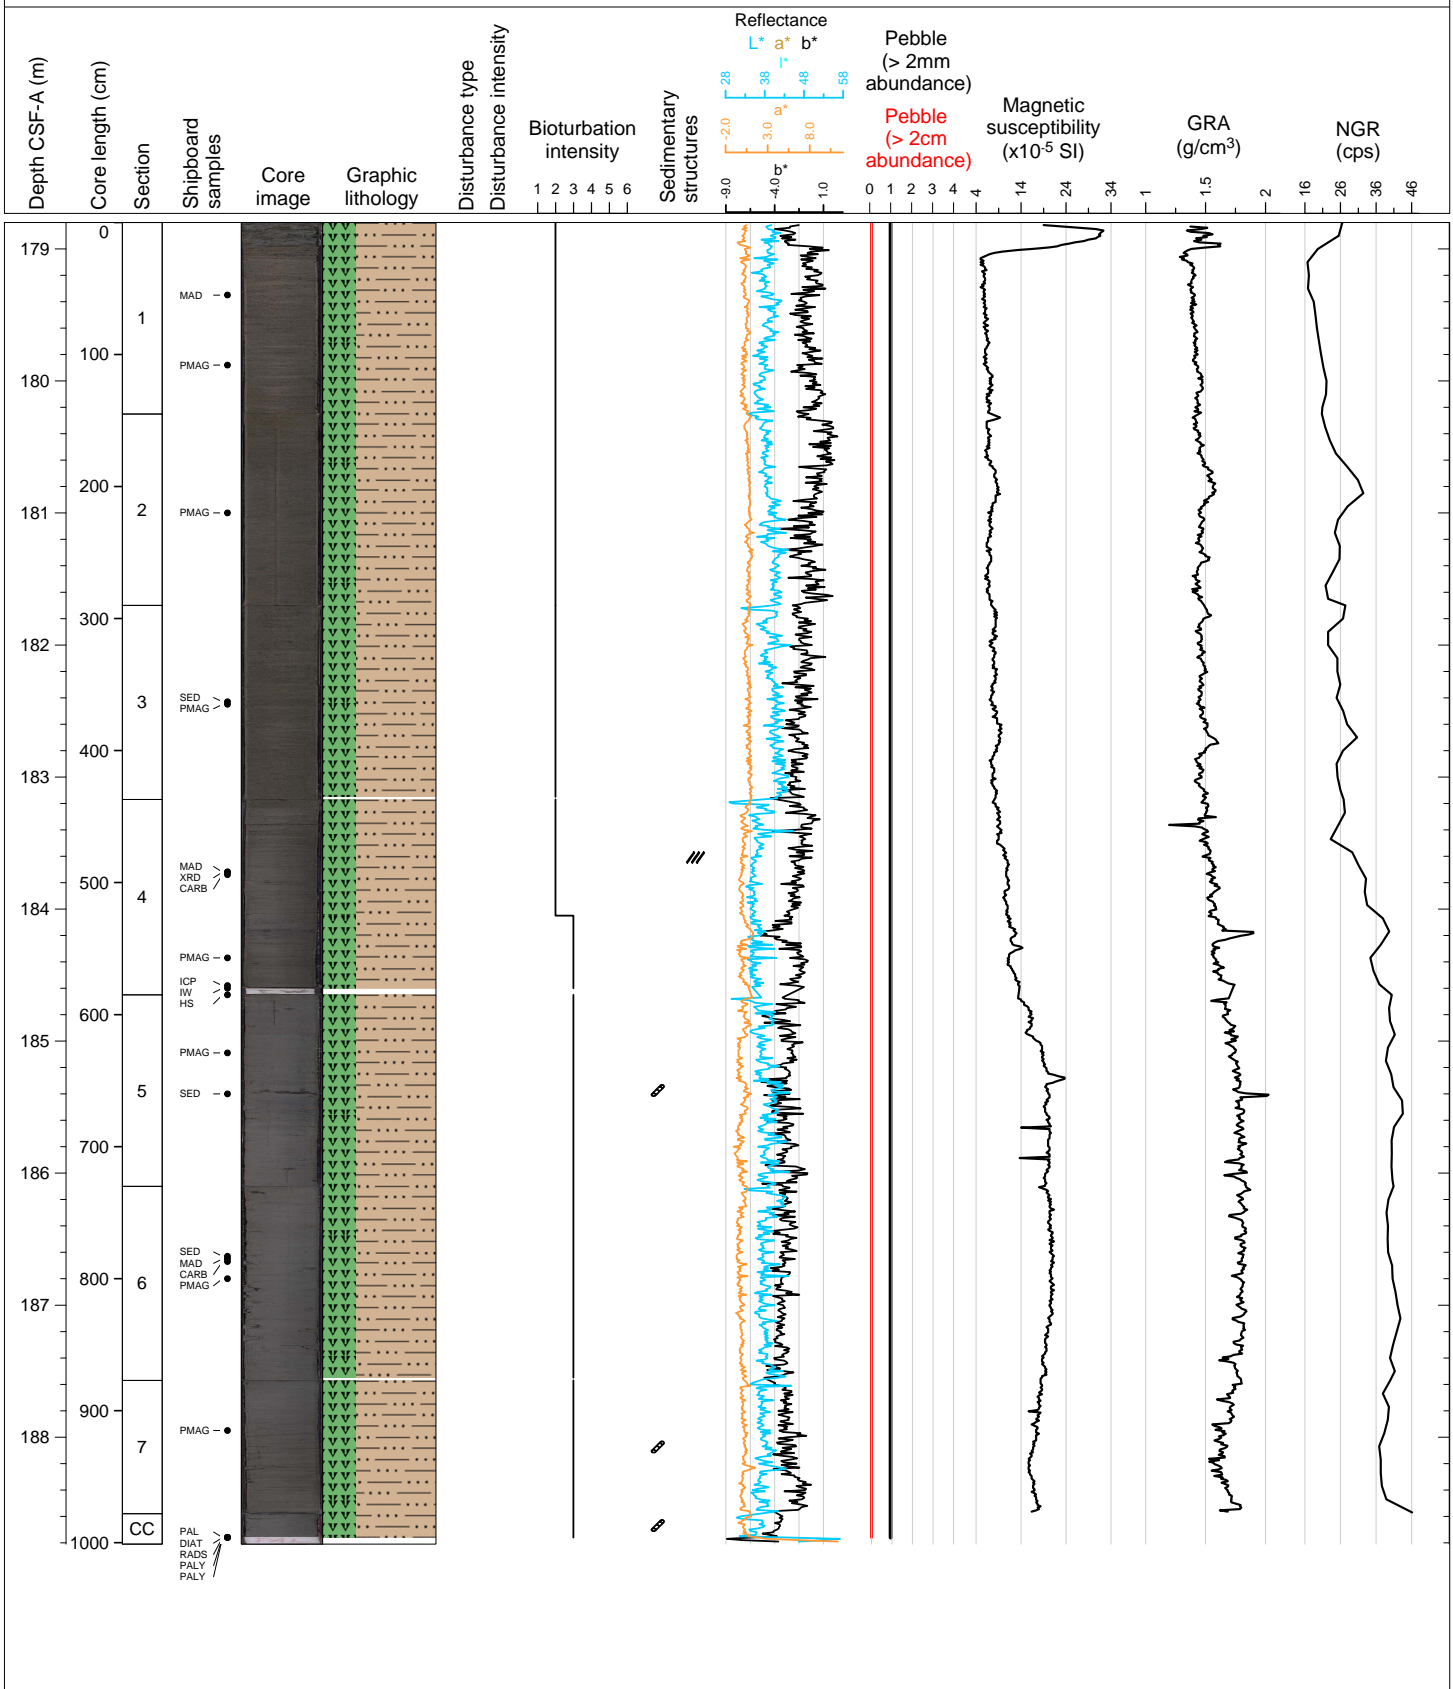 Depth CSF-A (m)
Core length (cm)
Section
Shipboard
samples
Core
image
Graphic
lithology
Disturbance type
Disturbance intensity
Bioturbation
intensity
1 2 3 4 5 6
Sedimentary
structures
Reflectance
L* a* b*
l*
28 38 48 58
a*
-2.0 3.0 8.0
b*
-9.0 -4.0 1.0
Pebble
(> 2mm
abundance)
Pebble
(> 2cm
abundance)
0 1 2 3 4
Magnetic
susceptibility
(x10-5 SI)
4 14 24 34
GRA
(g/cm3)
1 1.5 2
NGR
(cps)
16 26 36 46
0
179
MAD
1
100
PMAG
180
200
2
181
PMAG
300
182
SED
3
PMAG
400
183
MAD
XRD
500
CARB
4
184
PMAG
ICP
IW
HS
600
185
PMAG
5
SED
700
186
SED
MAD
CARB
800
6
PMAG
187
900
PMAG
188
7
CC
PAL
1000
DIAT
RADS
PALY
PALY